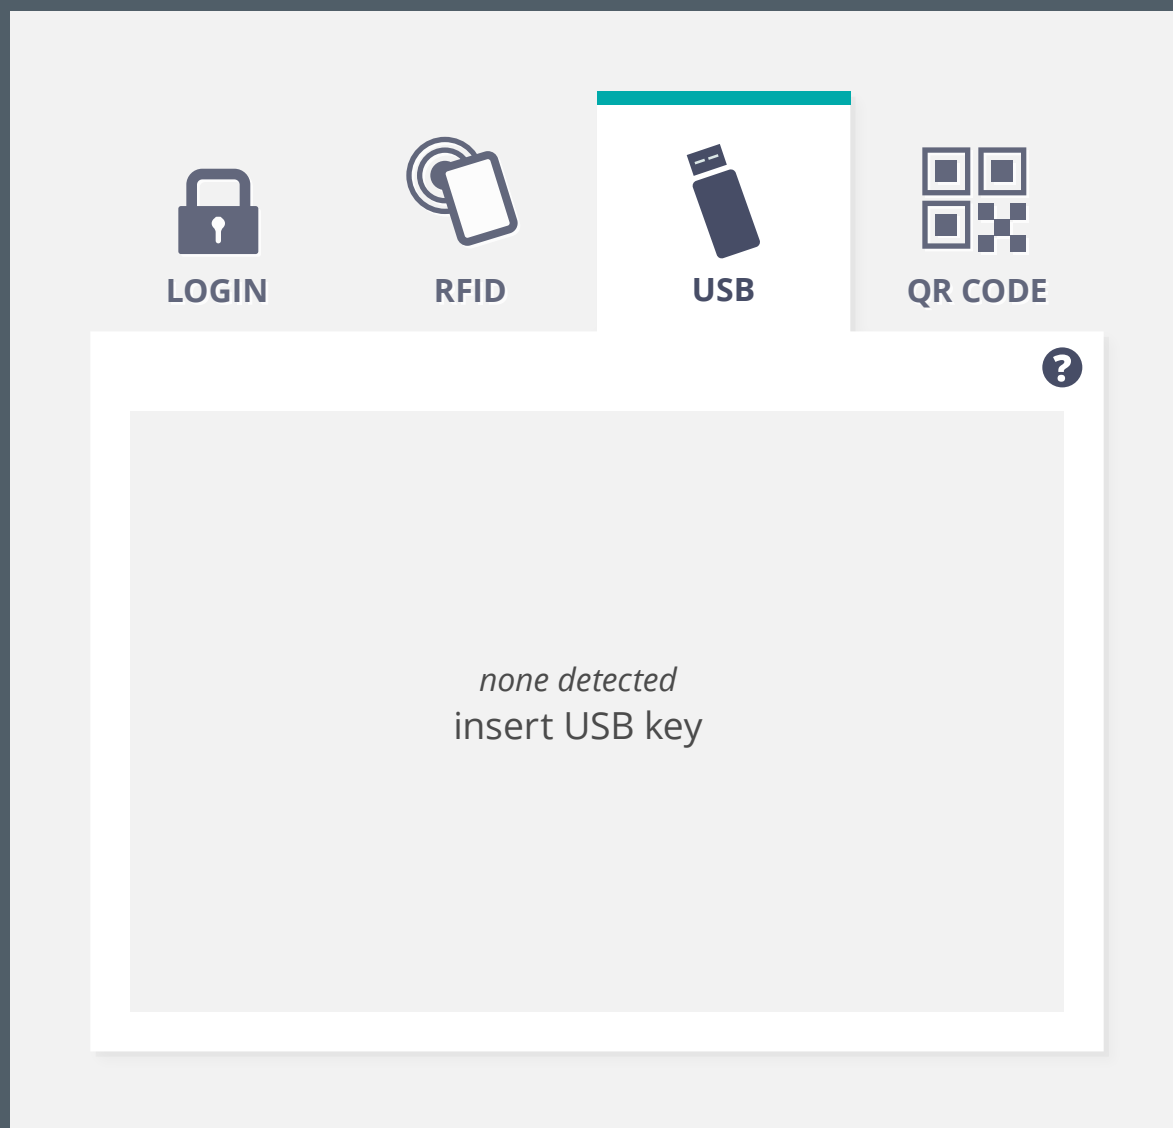 LOGIN
RFID
USB
QR CODE
?
none detected
insert USB key